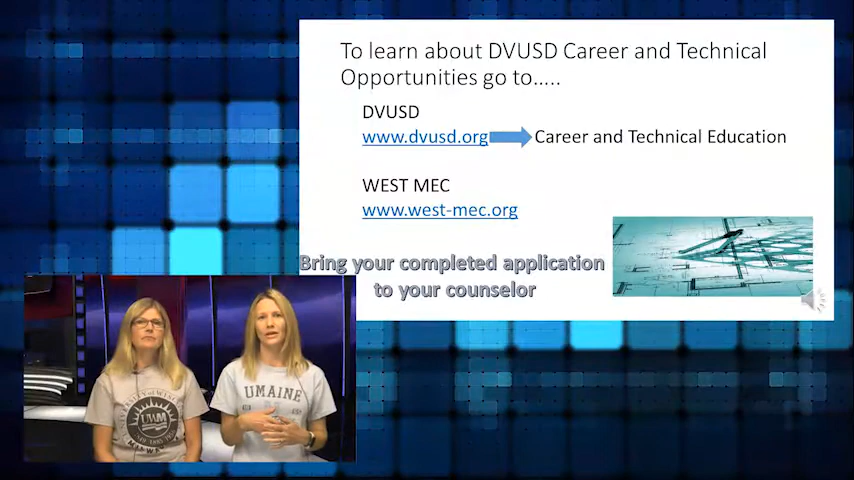 To learn about DVUSD Career and Technical
Opportunities go to.....
DVUSD
www.dvusd.org Career and Technical Education
WEST MEC
www.west-mec.org
Bring your completed application
to your counselor
UWM
UMAINE